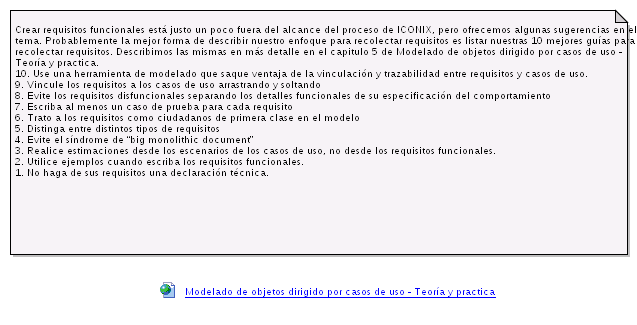 Crear requisitos funcionales está justo un poco fuera del alcance del proceso de ICONIX, pero ofrecemos algunas sugerencias en el
tema. Probablemente la mejor forma de describir nuestro enfoque para recolectar requisitos es listar nuestras 10 mejores guías para
recolectar requisitos. Describimos las mismas en más detalle en el capitulo 5 de Modelado de objetos dirigido por casos de uso -
Teoría y practica.
10. Use una herramienta de modelado que saque ventaja de la vinculación y trazabilidad entre requisitos y casos de uso.
9. Vincule los requisitos a los casos de uso arrastrando y soltando
8. Evite los requisitos disfuncionales separando los detalles funcionales de su especificación del comportamiento
7. Escriba al menos un caso de prueba para cada requisito
6. Trato a los requisitos como ciudadanos de primera clase en el modelo
5. Distinga entre distintos tipos de requisitos
4. Evite el síndrome de "big monolithic document"
3. Realice estimaciones desde los escenarios de los casos de uso, no desde los requisitos funcionales.
2. Utilice ejemplos cuando escriba los requisitos funcionales.
1. No haga de sus requisitos una declaración técnica.
Modelado de objetos dirigido por casos de uso - Teoría y practica